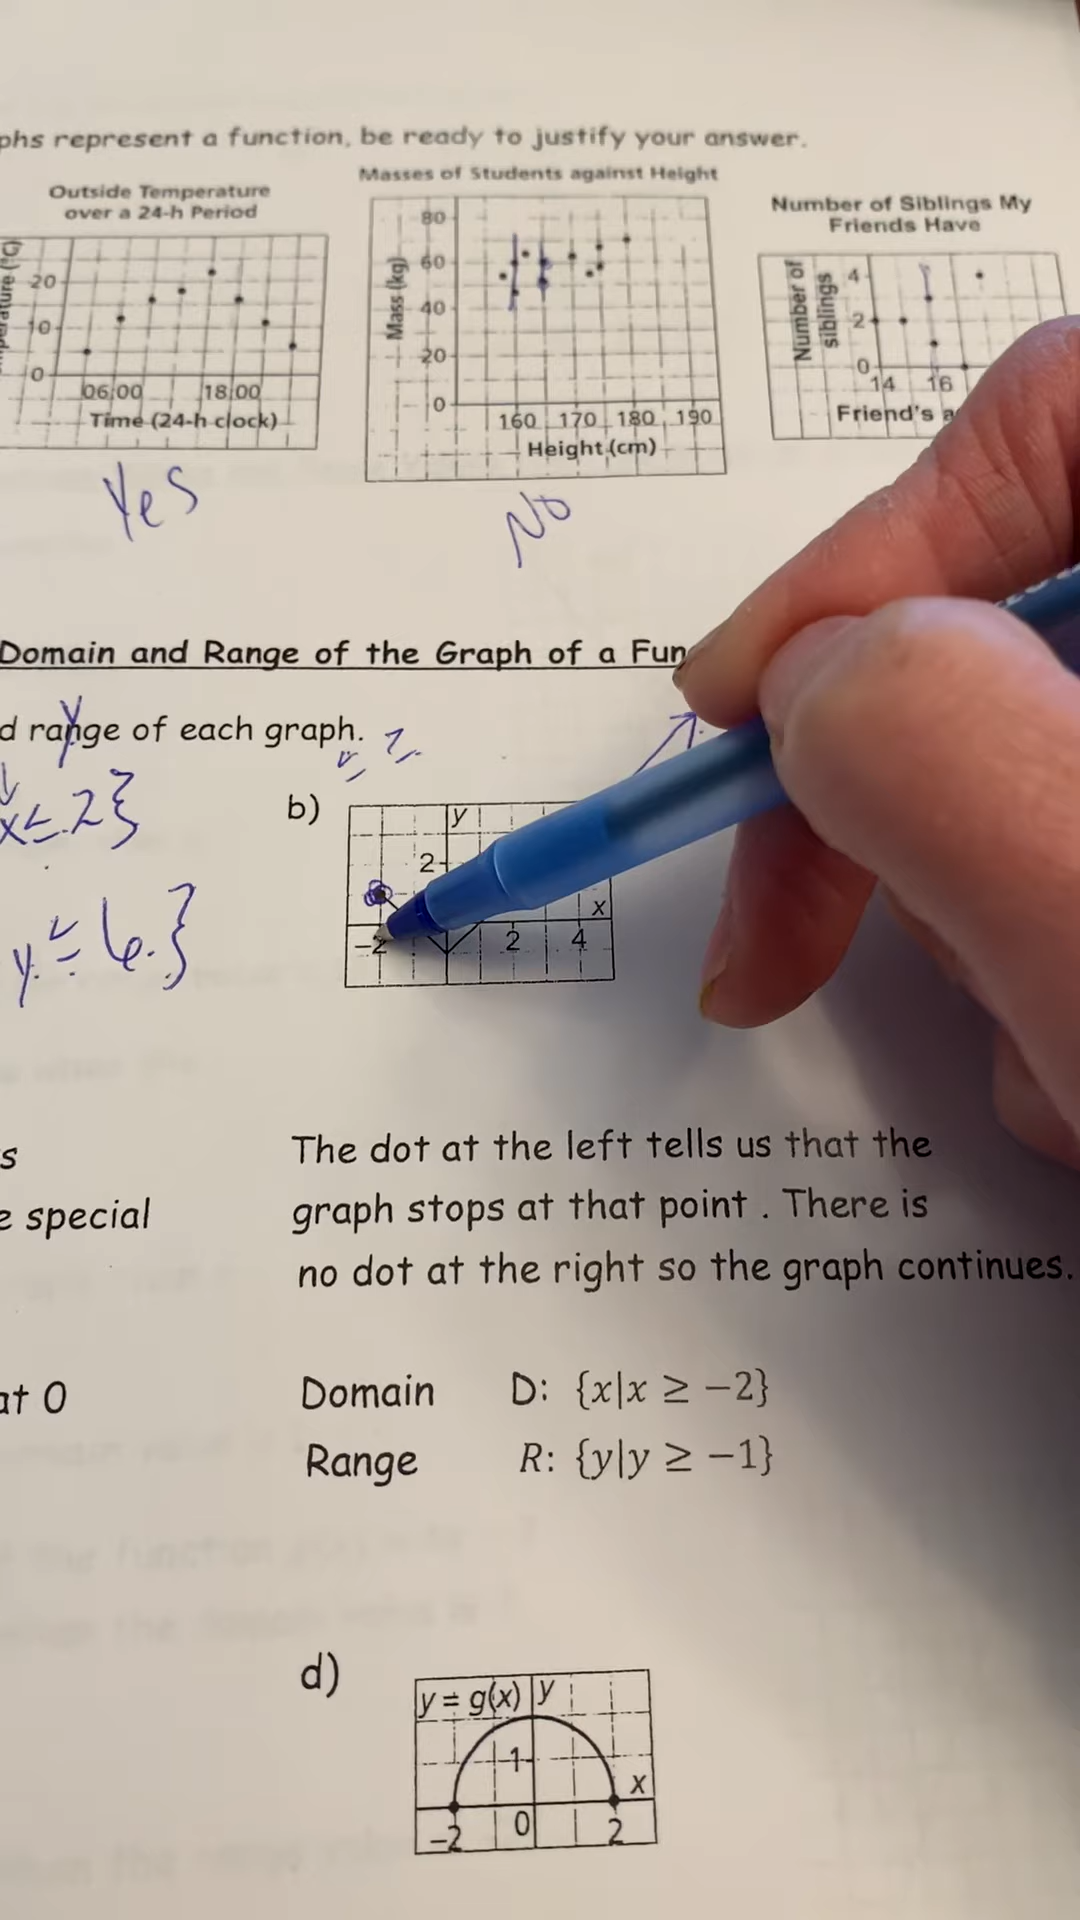 phs represent a function, be ready to justify your answer.
Outside Temperature
over a 24-h Period
20
10
0
06:00 18:00
Time (24-h clock)
Yes
Masses of Students against Height
Mass (kg)
80
60
40
20
0
160 170 180 190
Height (cm)
No
Number of Siblings My
Friends Have
Number of
siblings
4
2
0
14 16
Friend's
Domain and Range of the Graph of a Fun
y
d range of each graph.
x ≤ 2}
y ≤ 6}
b)
y
2
x
-2 2 4
s
e special
at 0
The dot at the left tells us that the
graph stops at that point . There is
no dot at the right so the graph continues.
Domain D: {x|x ≥ −2}
Range R: {y|y ≥ −1}
d)
y = g(x) y
1
x
-2 0 2